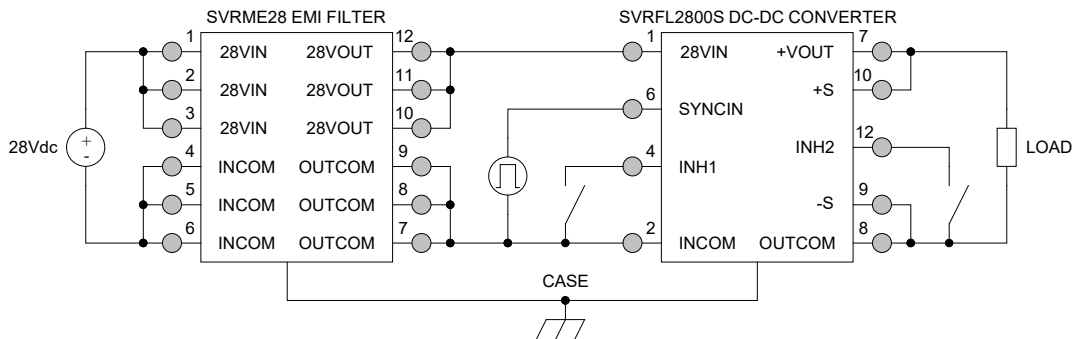 SVRME28 EMI FILTER
SVRFL2800S DC-DC CONVERTER
1 28VIN 28VOUT 12
2 28VIN 28VOUT 11
3 28VIN 28VOUT 10
4 INCOM OUTCOM 9
5 INCOM OUTCOM 8
6 INCOM OUTCOM 7
28Vdc
+
-
1 28VIN +VOUT 7
+S 10
6 SYNCIN
INH2 12
4 INH1
-S 9
2 INCOM OUTCOM 8
LOAD
CASE